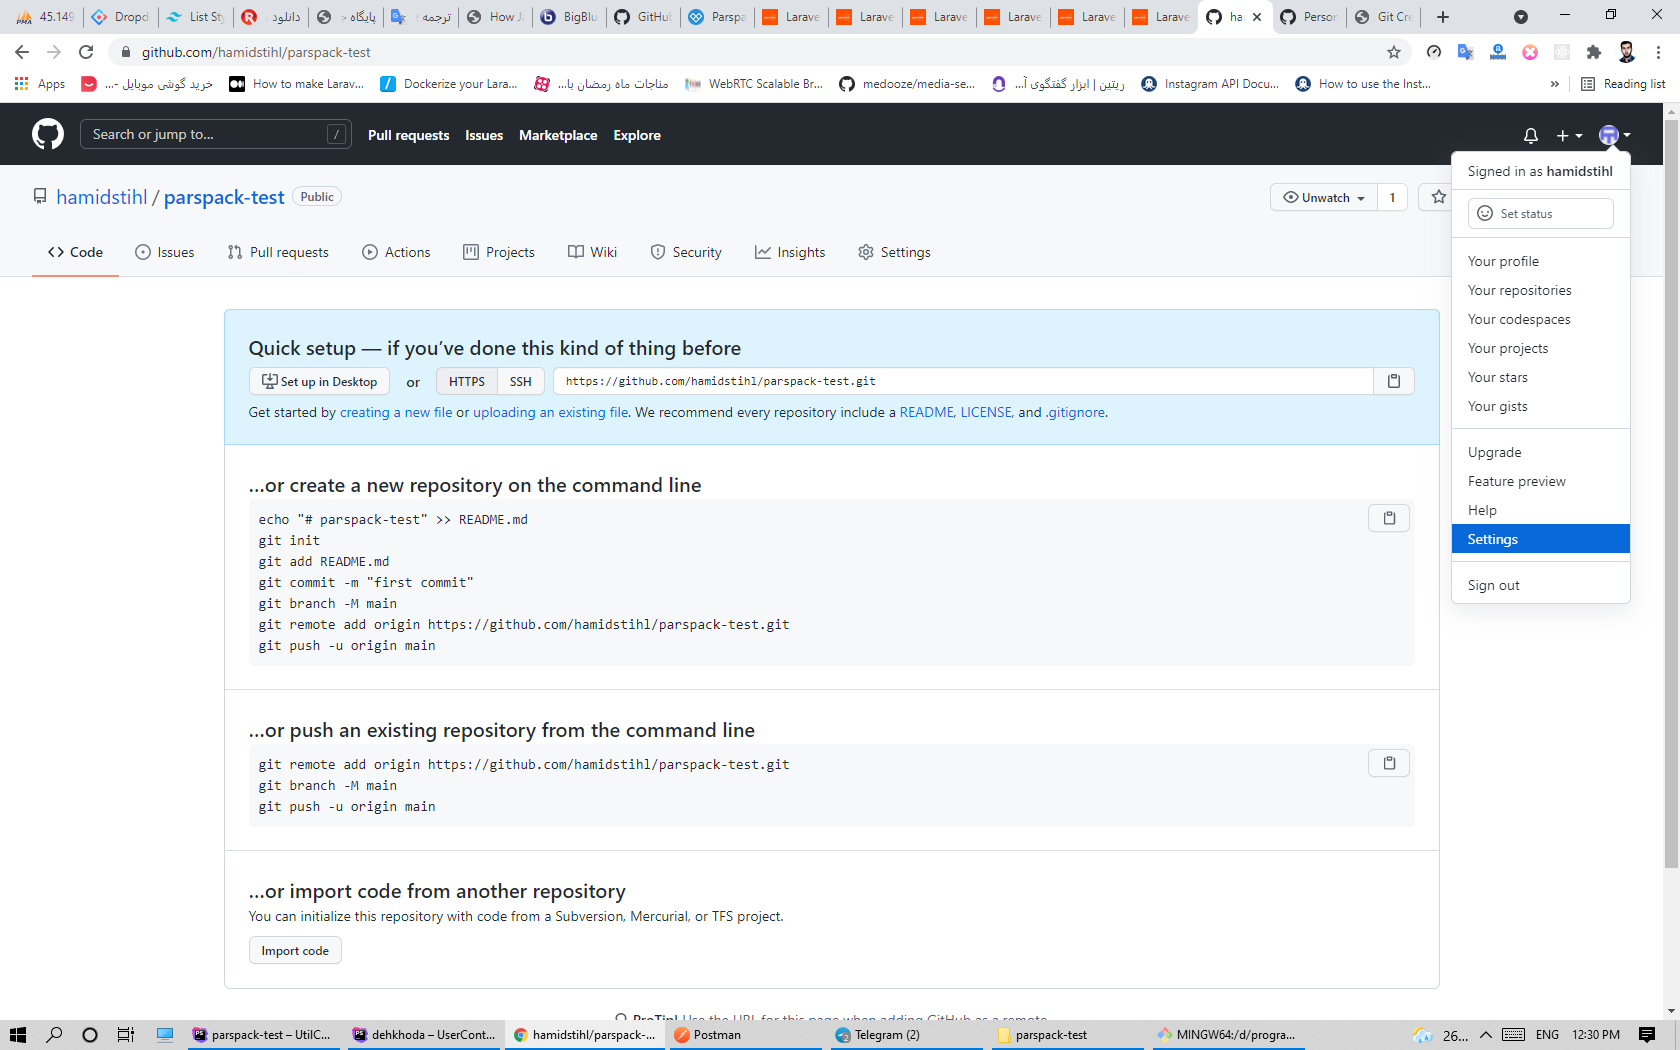 45.149
Dropd
List Sty
دانلود
پایگاه
ترجمه
How Ja
BigBlu
GitHub
Parspa
Larave
Larave
Larave
Larave
Larave
Larave
ha
Person
Git Cre
github.com/hamidstihl/parspack-test
Apps
خرید گوشی موبایل -...
How to make Larav...
Dockerize your Lara...
مناجات ماه رمضان با...
WebRTC Scalable Br...
medooze/media-se...
ریتین | ابزار گفتگوی آ...
Instagram API Docu...
How to use the Inst...
»
Reading list
Search or jump to...
/
Pull requests
Issues
Marketplace
Explore
hamidstihl / parspack-test
Public
Unwatch
1
Signed in as hamidstihl
Set status
Your profile
Your repositories
Your codespaces
Your projects
Your stars
Your gists
Upgrade
Feature preview
Help
Settings
Sign out
Code
Issues
Pull requests
Actions
Projects
Wiki
Security
Insights
Settings
Quick setup — if you've done this kind of thing before
Set up in Desktop
or
HTTPS
SSH
https://github.com/hamidstihl/parspack-test.git
Get started by creating a new file or uploading an existing file. We recommend every repository include a README, LICENSE, and .gitignore.
…or create a new repository on the command line
echo "# parspack-test" >> README.md
git init
git add README.md
git commit -m "first commit"
git branch -M main
git remote add origin https://github.com/hamidstihl/parspack-test.git
git push -u origin main
…or push an existing repository from the command line
git remote add origin https://github.com/hamidstihl/parspack-test.git
git branch -M main
git push -u origin main
…or import code from another repository
You can initialize this repository with code from a Subversion, Mercurial, or TFS project.
Import code
ProTip! Use the URL for this page when adding GitHub as a remote.
parspack-test – UtilC...
dehkhoda – UserCont...
hamidstihl/parspack-...
Postman
Telegram (2)
parspack-test
MINGW64:/d/progra...
26...
ENG
12:30 PM